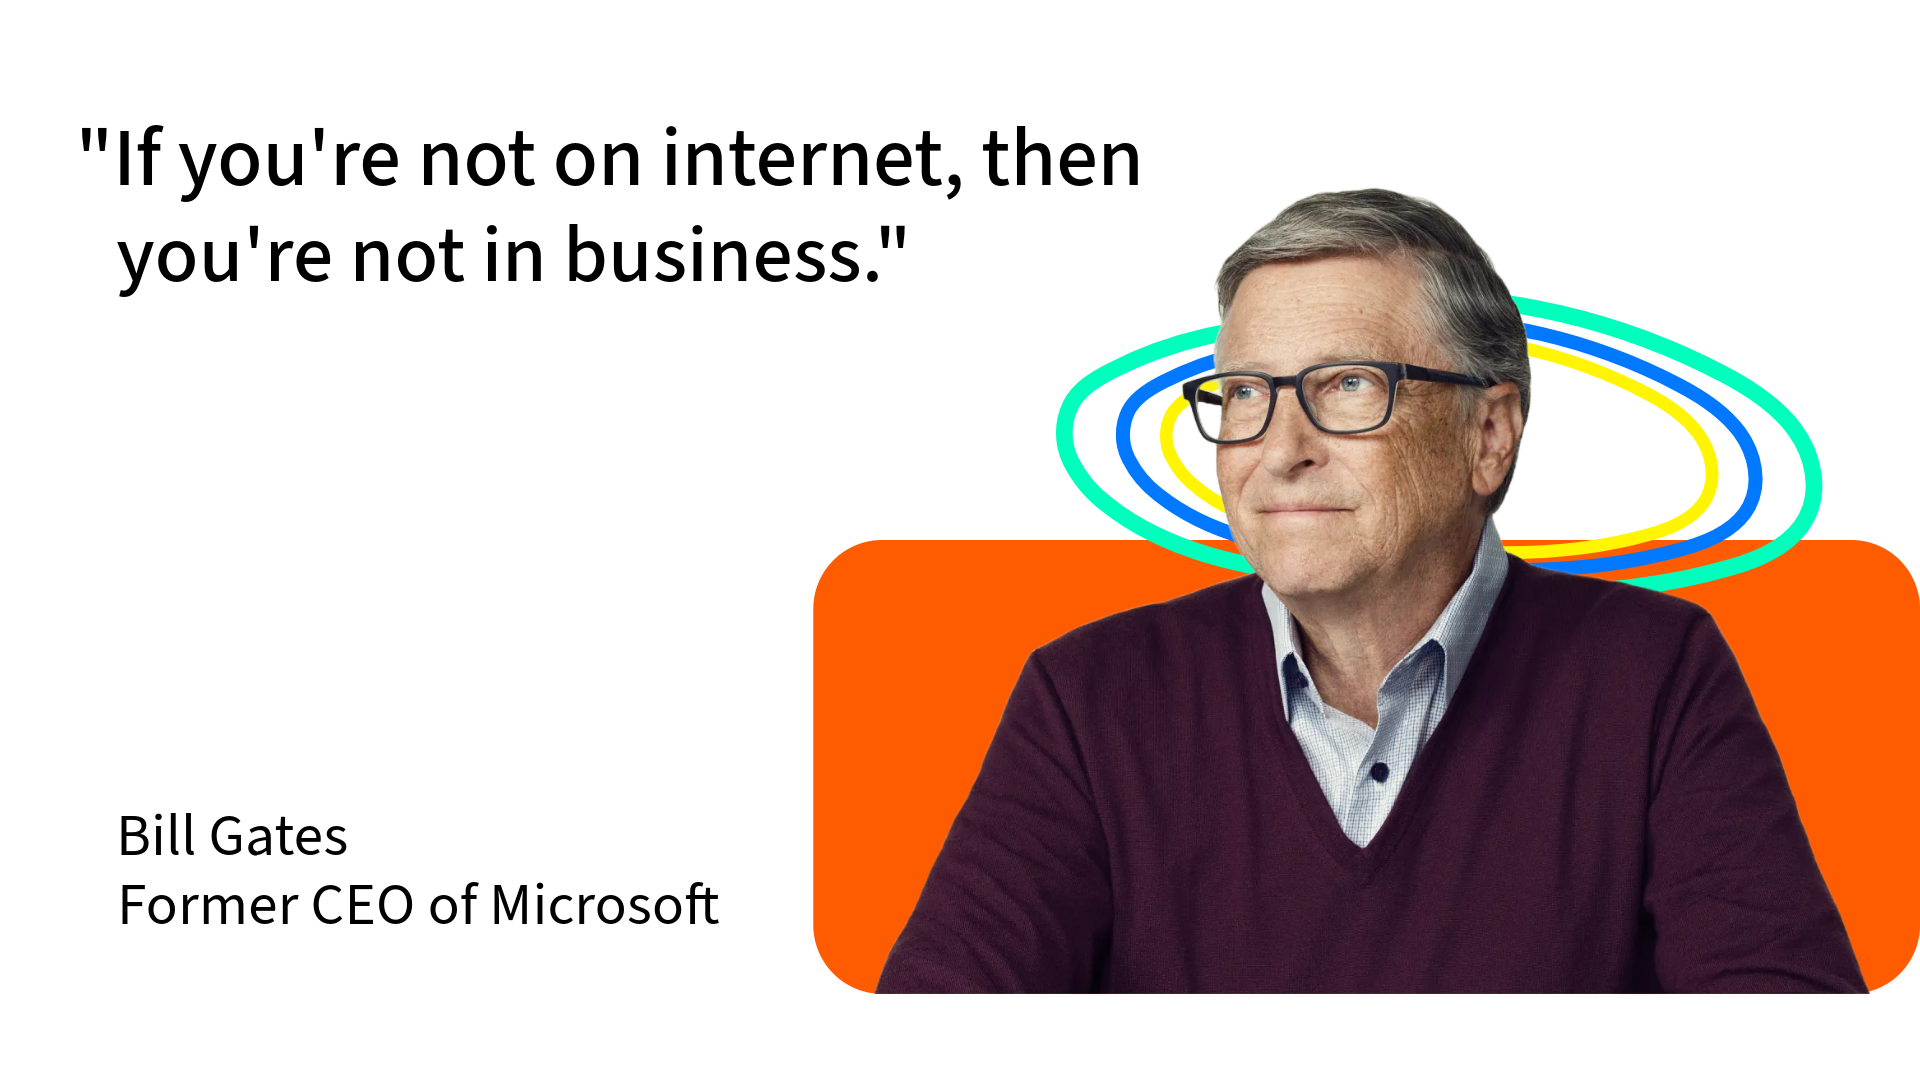 "If you're not on internet, then
you're not in business."
Bill Gates
Former CEO of Microsoft